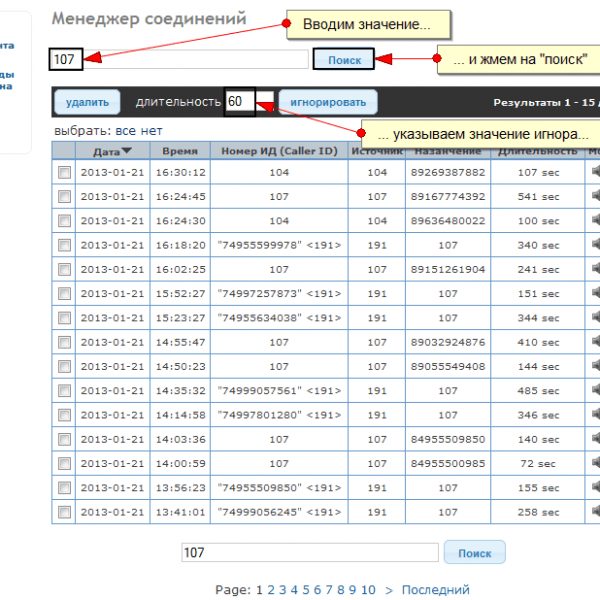 Менеджер соединений
Вводим значение...
нта
107
Поиск
... и жмем на "поиск"
ды
на
удалить
длительность
60
игнорировать
Результаты 1 - 15
... указываем значение игнора...
выбрать: все нет
Дата Время Номер ИД (Caller ID) Источник Назанчение Длительность
2013-01-21 16:30:12 104 104 89269387882 107 sec
2013-01-21 16:24:45 107 107 89167774392 541 sec
2013-01-21 16:24:30 104 104 89636480022 100 sec
2013-01-21 16:18:20 "74955599978" <191> 191 107 340 sec
2013-01-21 16:02:25 107 107 89151261904 241 sec
2013-01-21 15:52:27 "74997257873" <191> 191 107 151 sec
2013-01-21 15:23:27 "74955634038" <191> 191 107 344 sec
2013-01-21 14:55:47 107 107 89032924876 410 sec
2013-01-21 14:50:23 107 107 89055549408 144 sec
2013-01-21 14:35:32 "74999057561" <191> 191 107 485 sec
2013-01-21 14:14:58 "74997801280" <191> 191 107 346 sec
2013-01-21 14:03:36 107 107 84955509850 140 sec
2013-01-21 14:00:59 107 107 84955500985 72 sec
2013-01-21 13:56:23 "74955509850" <191> 191 107 155 sec
2013-01-21 13:41:01 "74999056245" <191> 191 107 258 sec
107
Поиск
Page: 1 2 3 4 5 6 7 8 9 10 > Последний